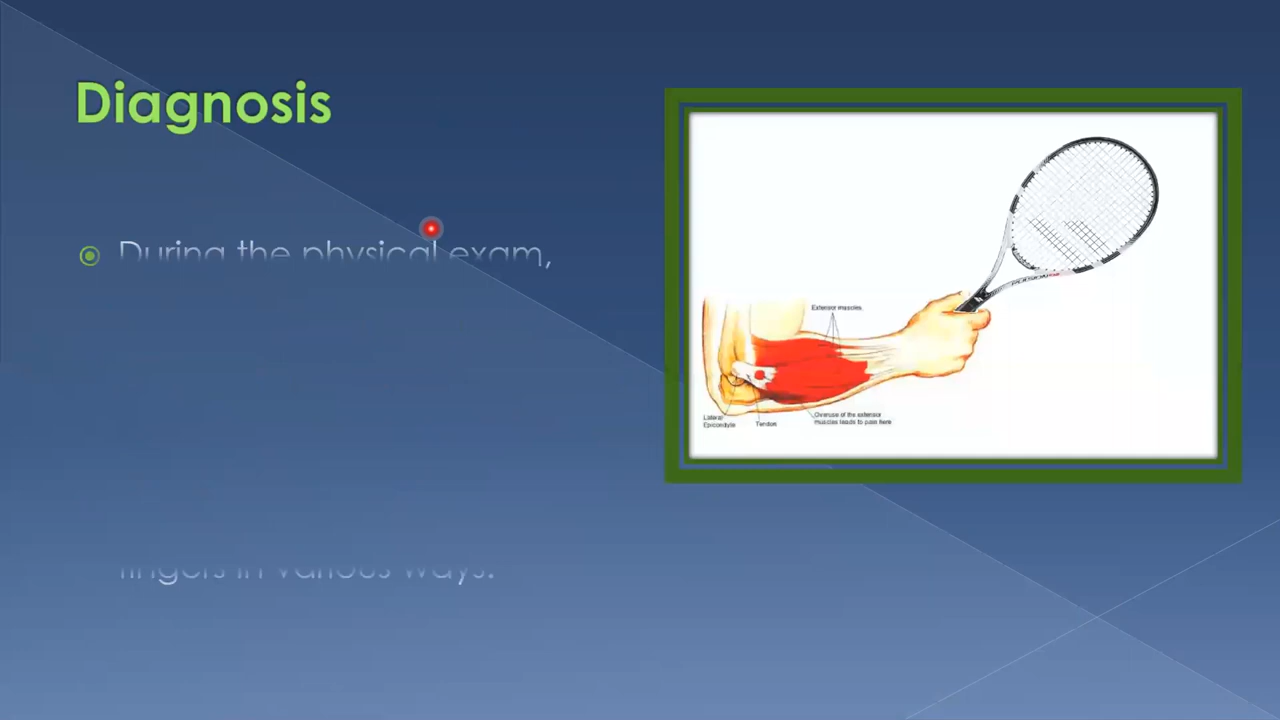 Diagnosis
During the physical exam,
fingers in various ways.
Extensor muscles
Lateral
Epicondyle
Tendon
Overuse of the extensor
muscles leads to pain here